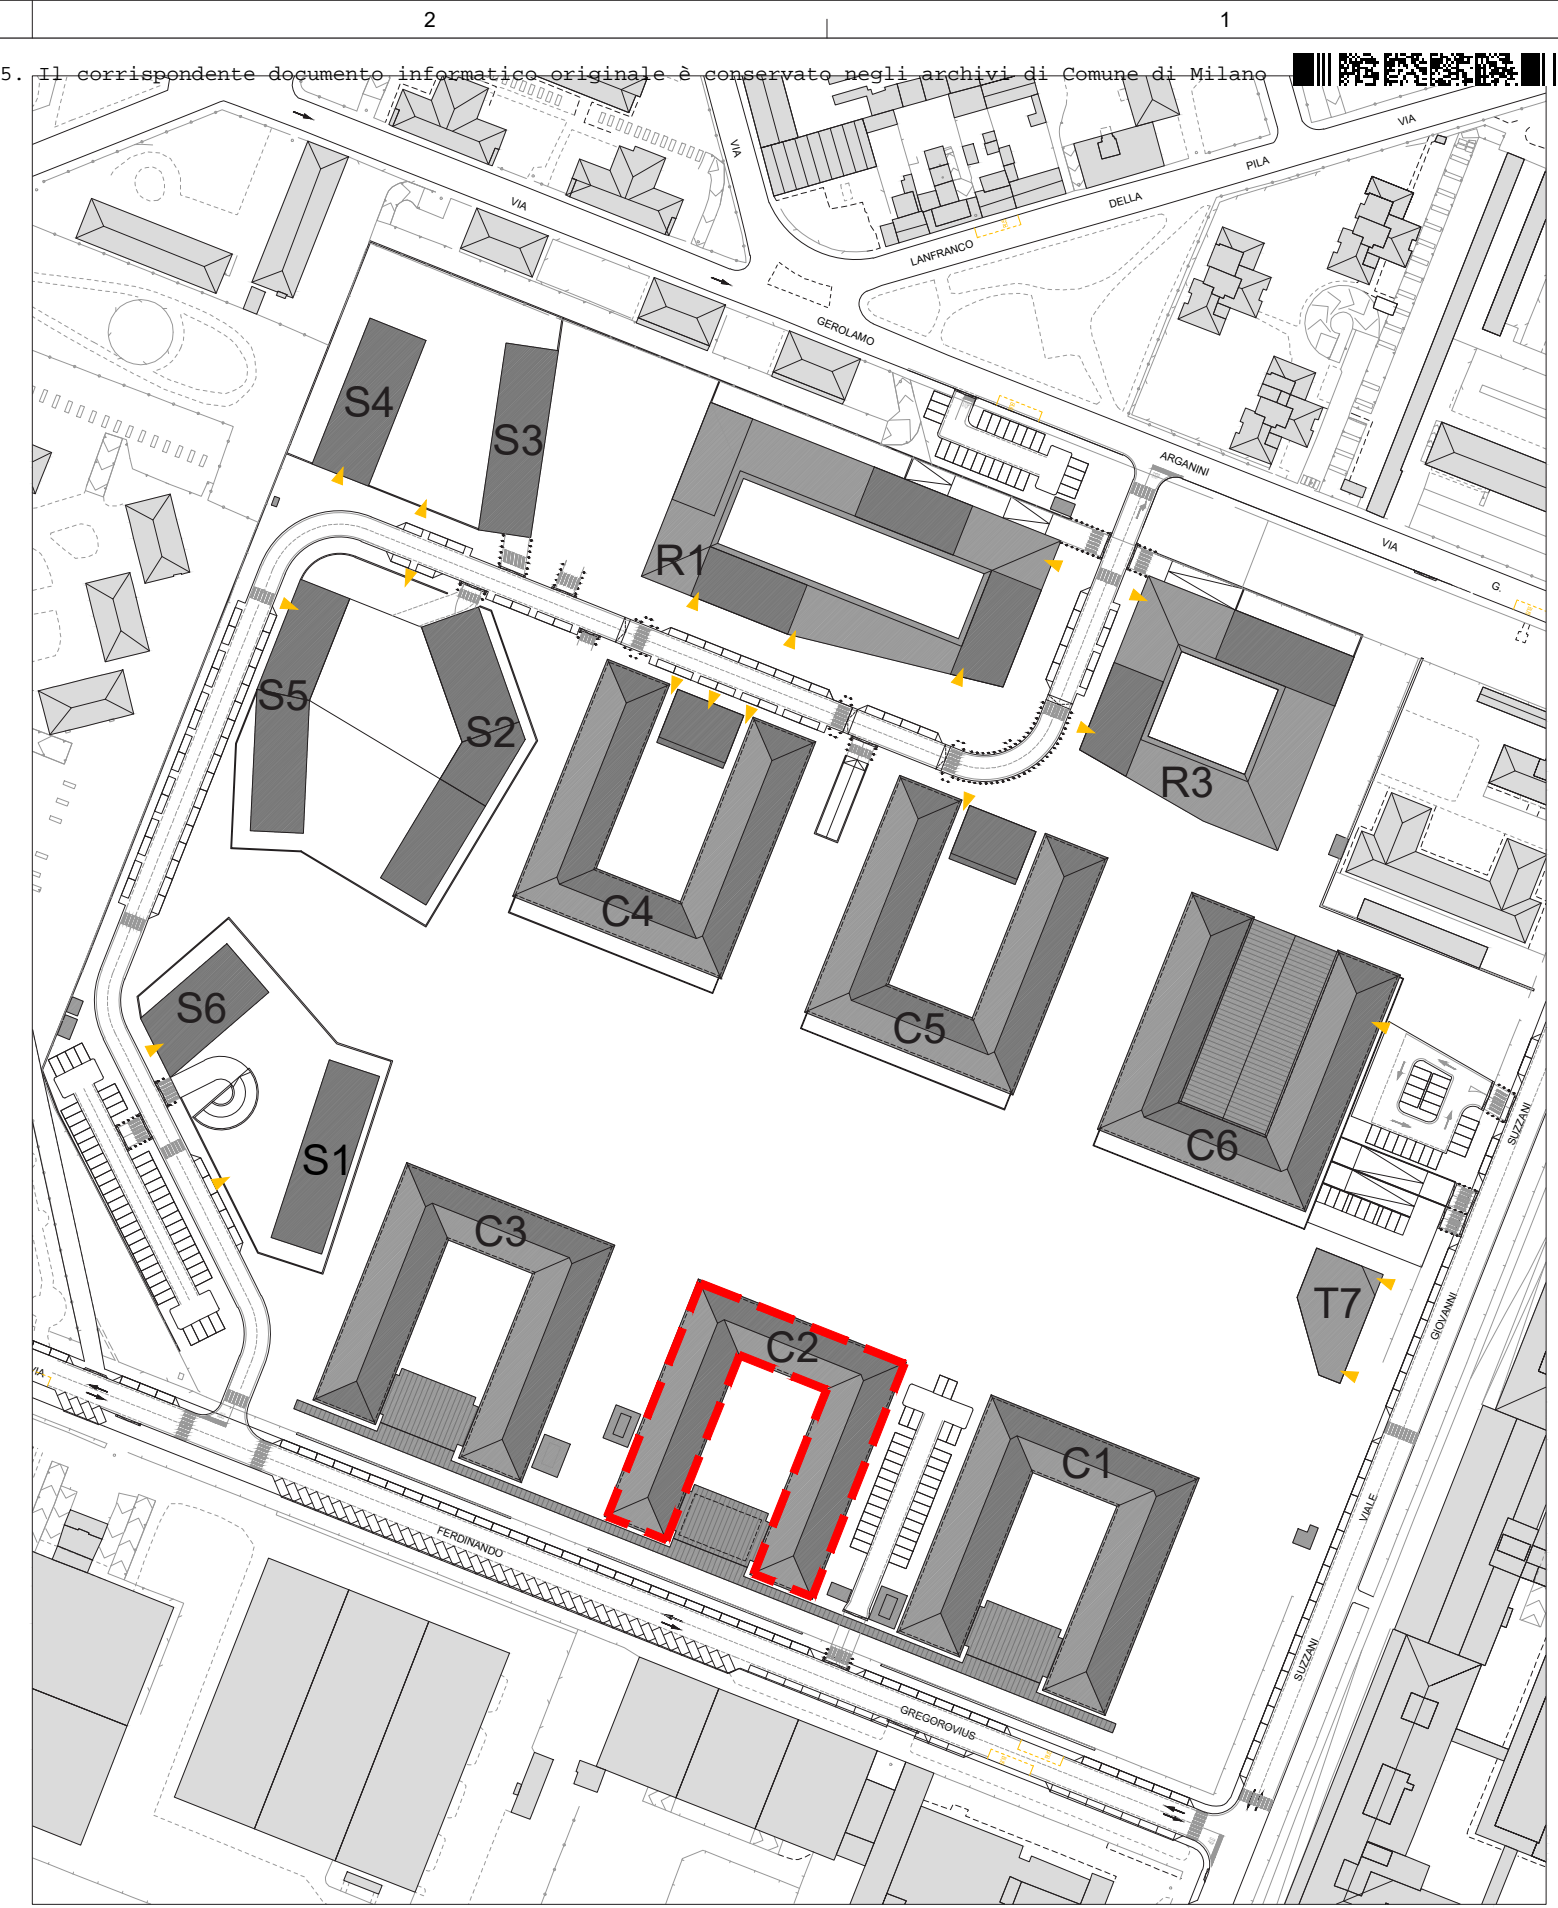 2
1
5. Il corrispondente documento informatico originale è conservato negli archivi di Comune di Milano
VIA
VIA
PILA
DELLA
VIA
LANFRANCO
GEROLAMO
S4
S3
ARGANINI
R1
VIA
G.
S5
S2
R3
C4
S6
C5
SUZZANI
C6
S1
C3
GIOVANNI
T7
C2
VIA
C1
VIALE
FERDINANDO
SUZZANI
GREGOROVIUS